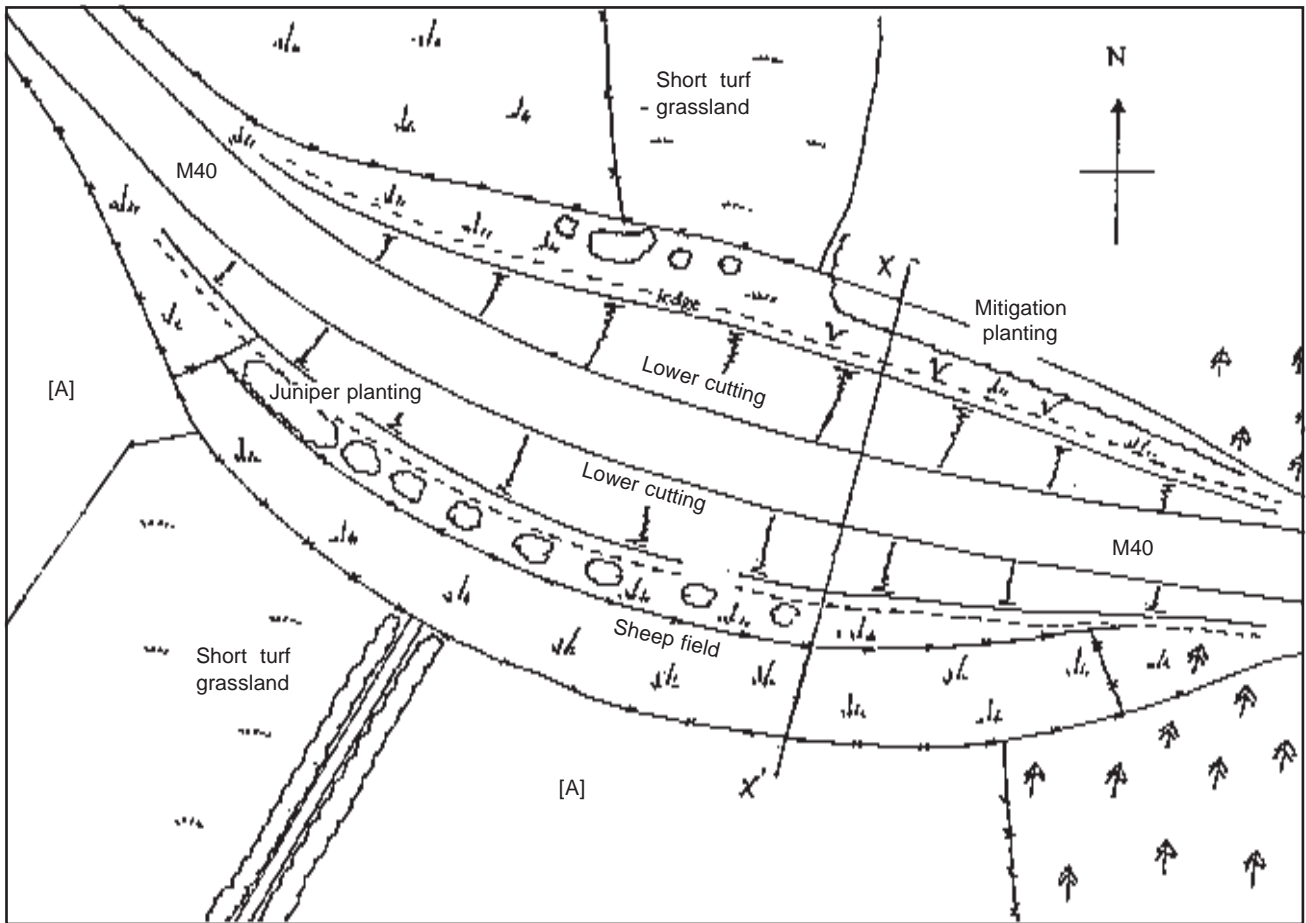 Short turf
grassland
N
M40
X
ledge
Mitigation
planting
[A]
Juniper planting
Lower cutting
Lower cutting
M40
Sheep field
Short turf
grassland
X'
[A]